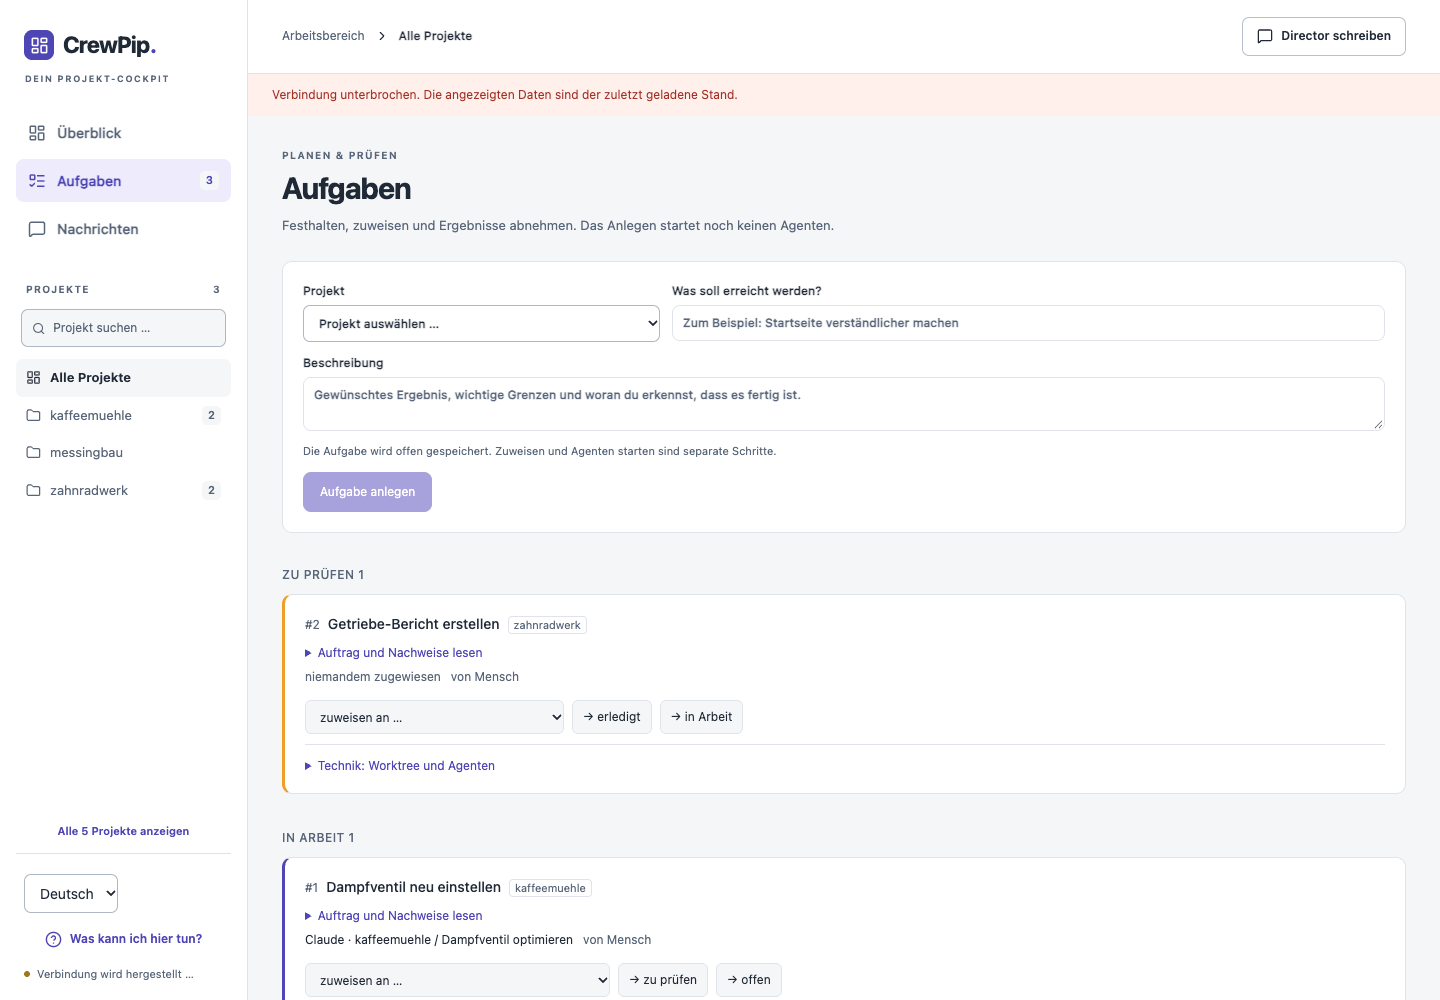 CrewPip.
DEIN PROJEKT-COCKPIT
Überblick
Aufgaben 3
Nachrichten
PROJEKTE 3
Projekt suchen ...
Alle Projekte
kaffeemuehle 2
messingbau
zahnradwerk 2
Alle 5 Projekte anzeigen
Deutsch
Was kann ich hier tun?
Verbindung wird hergestellt ...
Arbeitsbereich > Alle Projekte
Director schreiben
Verbindung unterbrochen. Die angezeigten Daten sind der zuletzt geladene Stand.
PLANEN & PRÜFEN
Aufgaben
Festhalten, zuweisen und Ergebnisse abnehmen. Das Anlegen startet noch keinen Agenten.
Projekt
Projekt auswählen ...
Was soll erreicht werden?
Zum Beispiel: Startseite verständlicher machen
Beschreibung
Gewünschtes Ergebnis, wichtige Grenzen und woran du erkennst, dass es fertig ist.
Die Aufgabe wird offen gespeichert. Zuweisen und Agenten starten sind separate Schritte.
Aufgabe anlegen
ZU PRÜFEN 1
#2 Getriebe-Bericht erstellen zahnradwerk
Auftrag und Nachweise lesen
niemandem zugewiesen von Mensch
zuweisen an ... → erledigt → in Arbeit
Technik: Worktree und Agenten
IN ARBEIT 1
#1 Dampfventil neu einstellen kaffeemuehle
Auftrag und Nachweise lesen
Claude · kaffeemuehle / Dampfventil optimieren von Mensch
zuweisen an ... → zu prüfen → offen